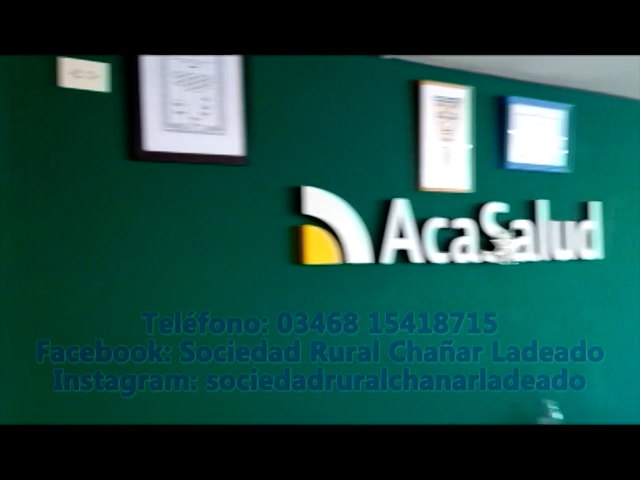 AcaSalud
Teléfono: 03468 15418715
Facebook: Sociedad Rural Chañar Ladeado
Instagram: sociedadruralchanarladeado